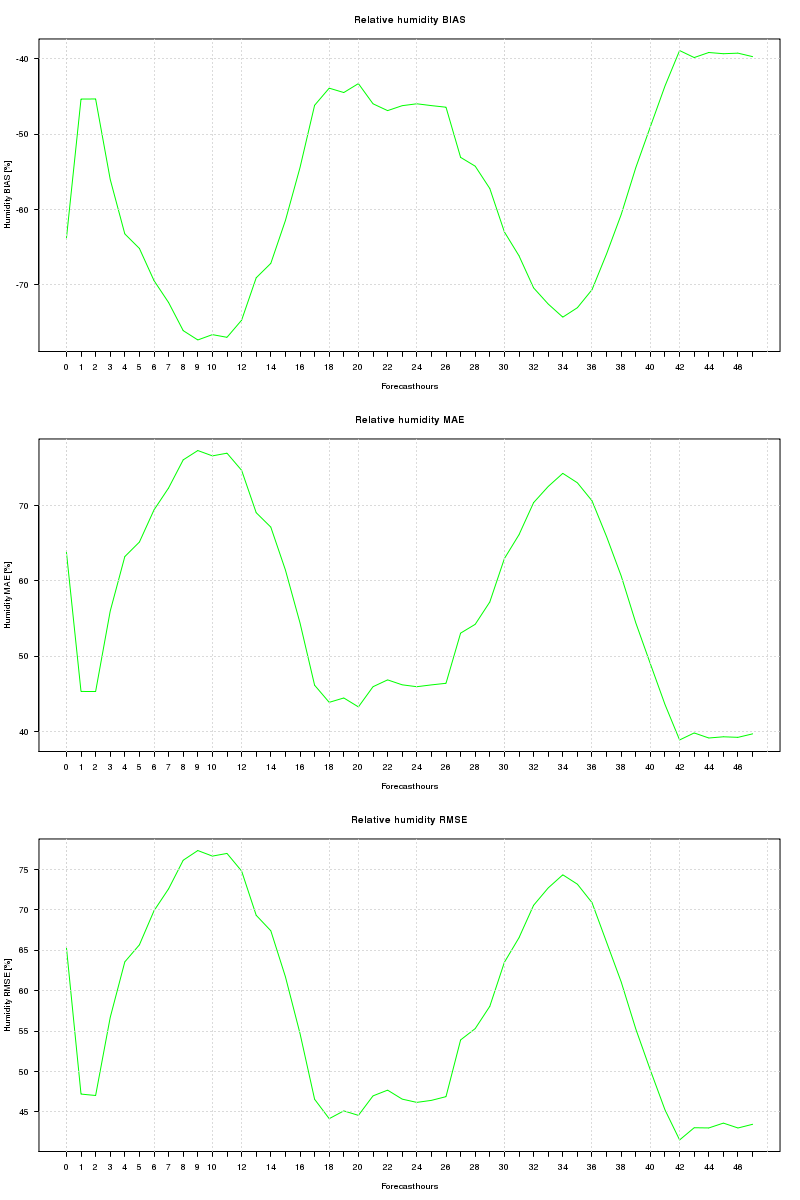 Relative humidity BIAS
-40
-50
-60
-70
Humidity BIAS [%]
0 1 2 3 4 5 6 7 8 9 10 12 14 16 18 20 22 24 26 28 30 32 34 36 38 40 42 44 46
Forecasthours
Relative humidity MAE
70
60
50
40
Humidity MAE [%]
0 1 2 3 4 5 6 7 8 9 10 12 14 16 18 20 22 24 26 28 30 32 34 36 38 40 42 44 46
Forecasthours
Relative humidity RMSE
75
70
65
60
55
50
45
Humidity RMSE [%]
0 1 2 3 4 5 6 7 8 9 10 12 14 16 18 20 22 24 26 28 30 32 34 36 38 40 42 44 46
Forecasthours